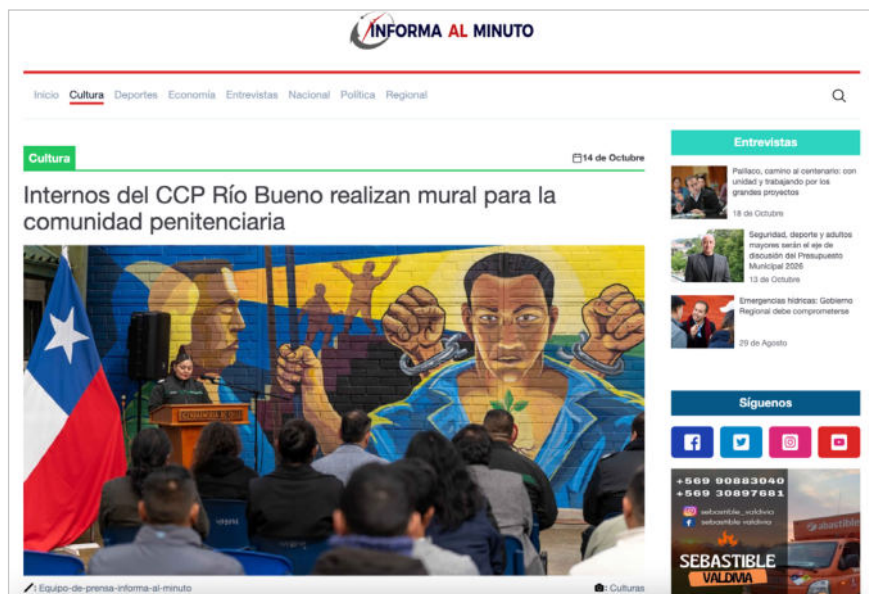 INFORMA AL MINUTO
Inicio Cultura Deportes Economía Entrevistas Nacional Política Regional
Cultura
14 de Octubre
Internos del CCP Río Bueno realizan mural para la
comunidad penitenciaria
GENDARMERIA DE CHILE
Equipo-de-prensa-informa-al-minuto
: Culturas
Entrevistas
Paillaco, camino al centenario: con
unidad y trabajando por los
grandes proyectos
18 de Octubre
Seguridad, deporte y adultos
mayores serán el eje de
discusión del Presupuesto
Municipal 2026
13 de Octubre
Emergencias hídricas: Gobierno
Regional debe comprometerse
29 de Agosto
Síguenos
+569 90883040
+569 30897681
sebastible_valdivia
sebastible valdivia
SEBASTIBLE
VALDIVIA
abastible